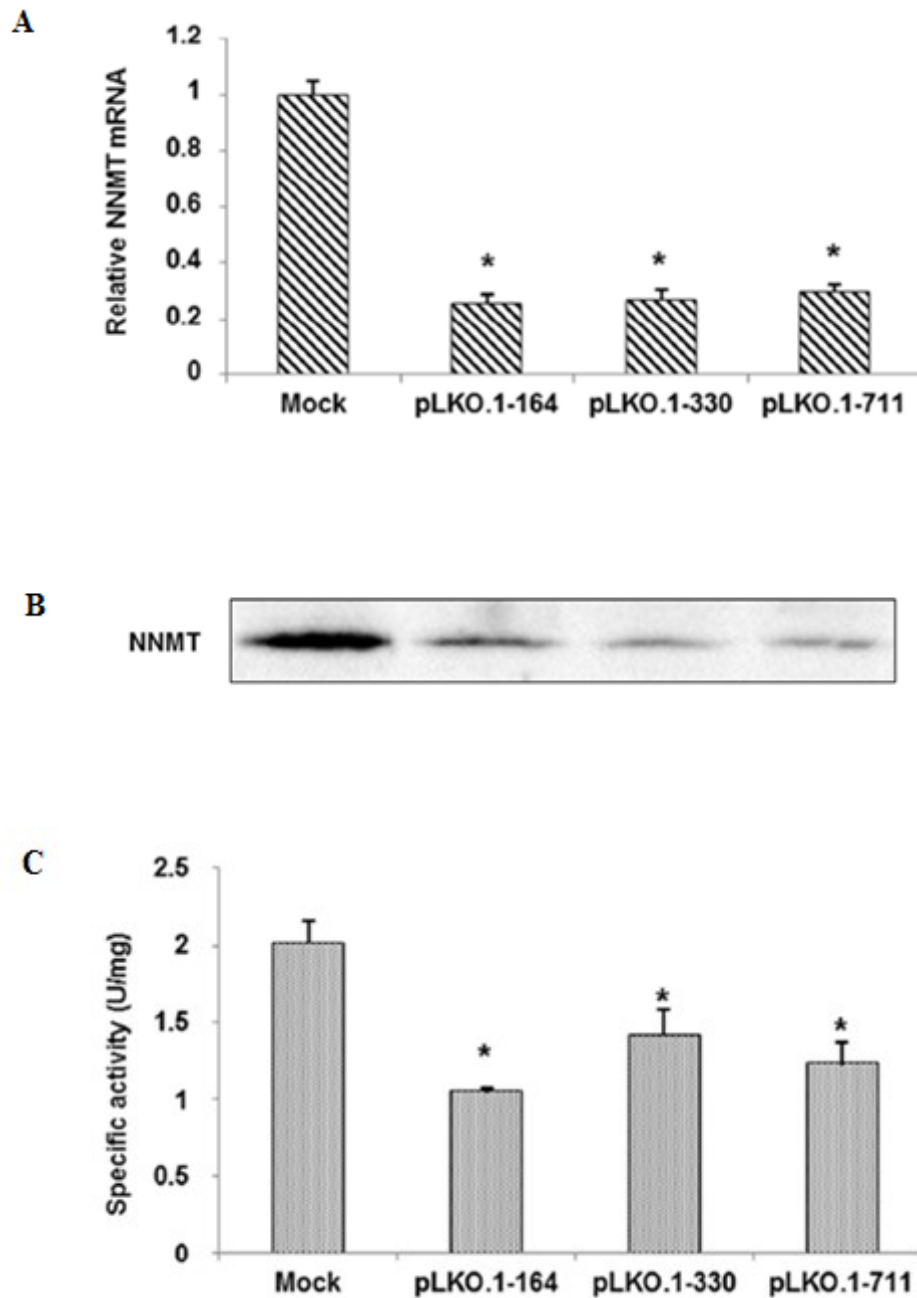 A
Relative NNMT mRNA
1.2
1
0.8
0.6
0.4
0.2
0
* * *
Mock pLKO.1-164 pLKO.1-330 pLKO.1-711
B
NNMT
C
Specific activity (U/mg)
2.5
2
1.5
1
0.5
0
* * *
Mock pLKO.1-164 pLKO.1-330 pLKO.1-711